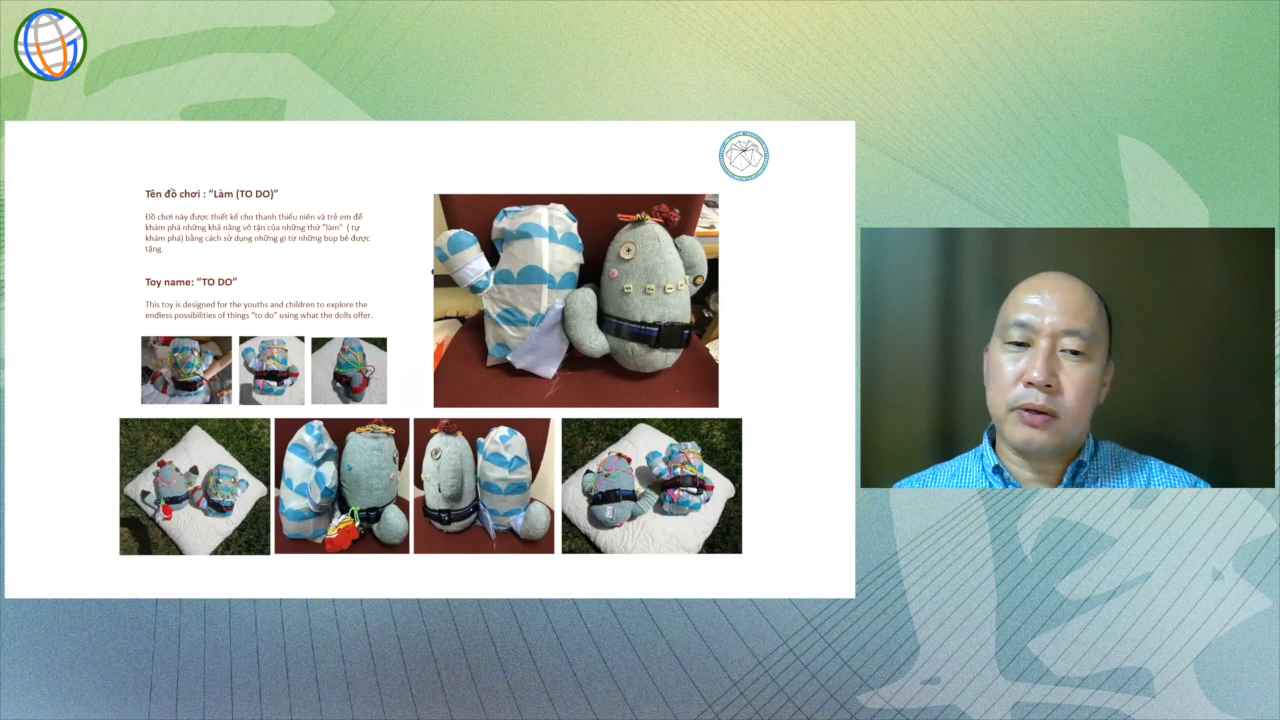 Tên đồ chơi : “Làm (TO DO)”
Đồ chơi này được thiết kế cho thanh thiếu niên và trẻ em để
khám phá những khả năng vô tận của những thứ “làm” ( tự
khám phá) bằng cách sử dụng những gì từ những búp bê được
tặng.
Toy name: “TO DO”
This toy is designed for the youths and children to explore the
endless possibilities of things “to do” using what the dolls offer.